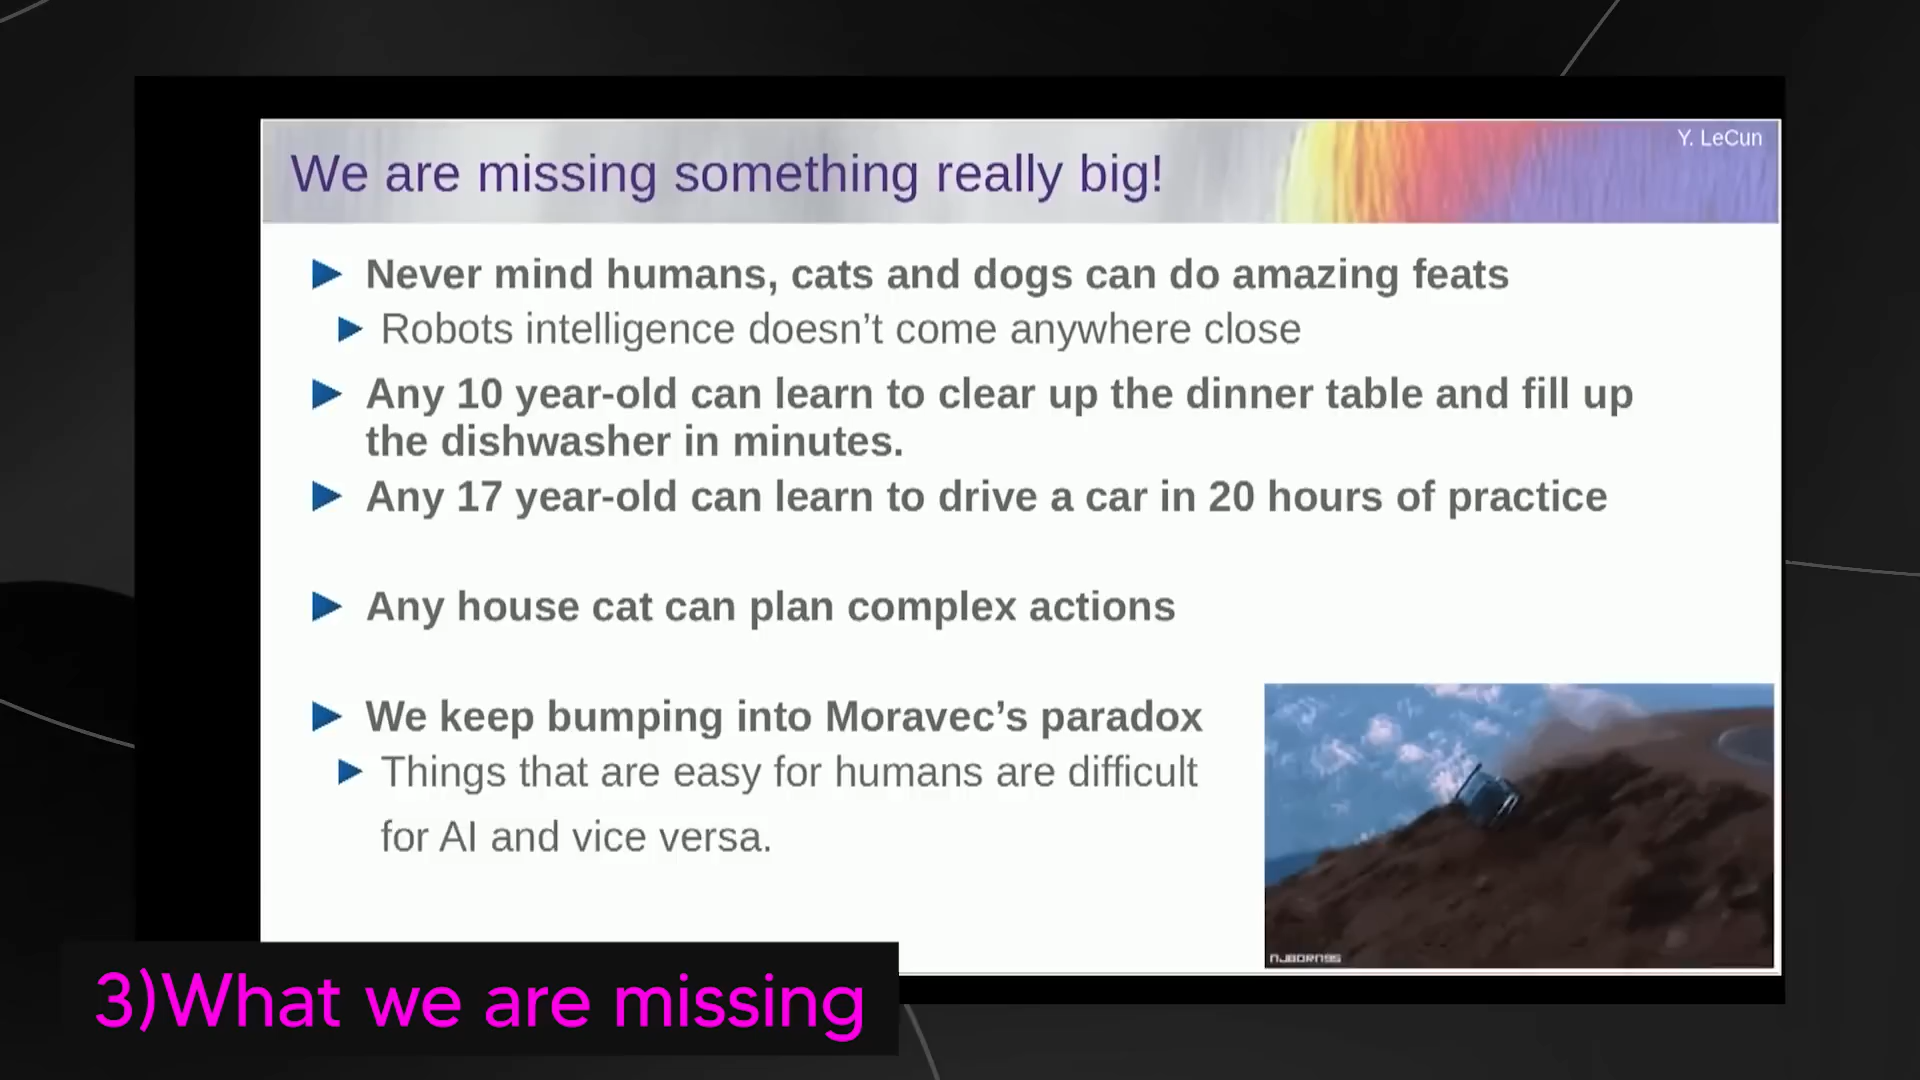 Y. LeCun
We are missing something really big!
Never mind humans, cats and dogs can do amazing feats
Robots intelligence doesn’t come anywhere close
Any 10 year-old can learn to clear up the dinner table and fill up
the dishwasher in minutes.
Any 17 year-old can learn to drive a car in 20 hours of practice
Any house cat can plan complex actions
We keep bumping into Moravec’s paradox
Things that are easy for humans are difficult
for AI and vice versa.
NJBORN95
3)What we are missing